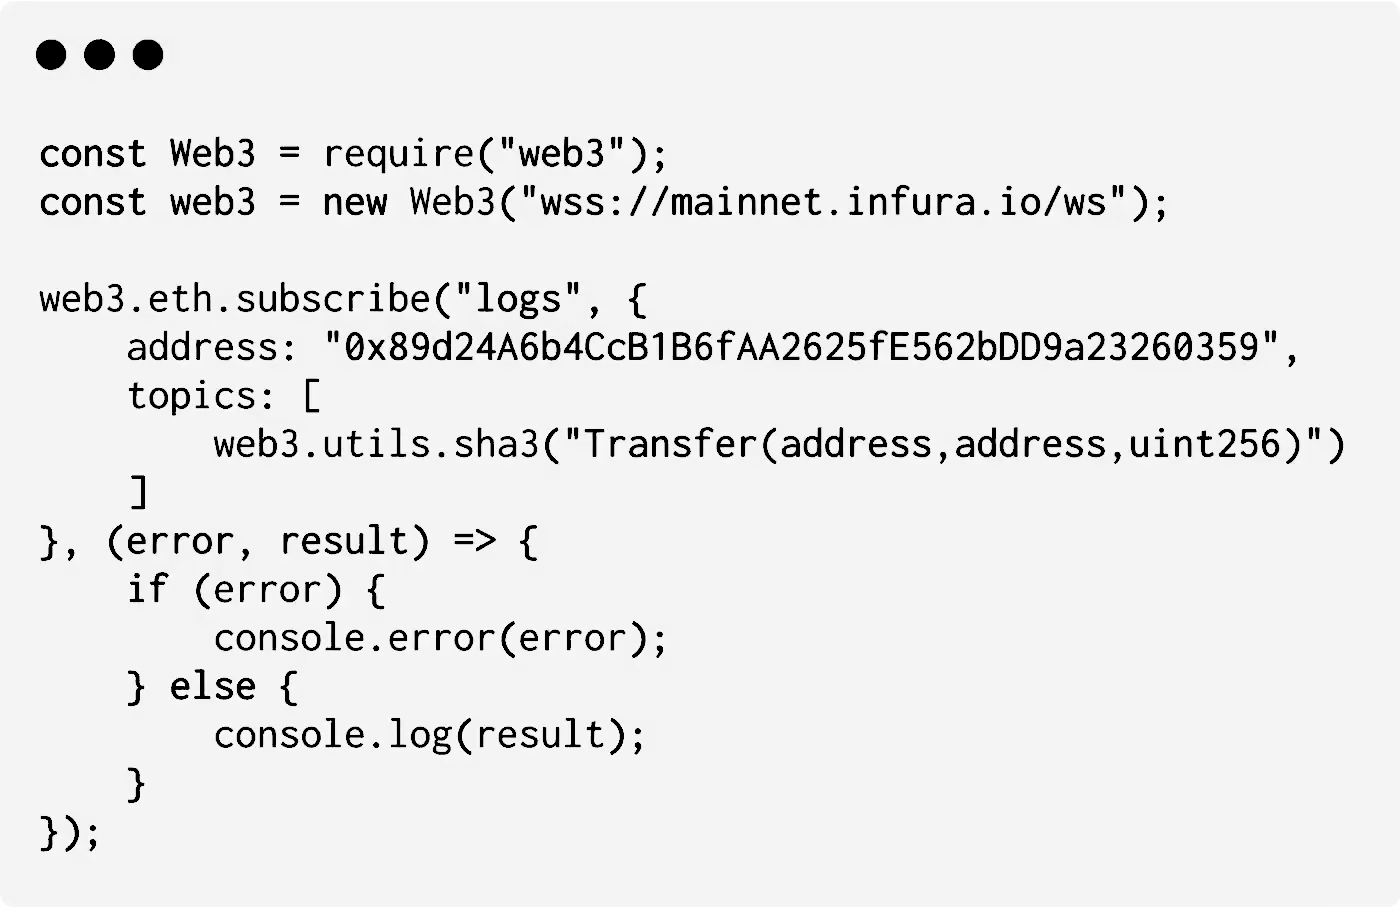 const Web3 = require("web3");
const web3 = new Web3("wss://mainnet.infura.io/ws");

web3.eth.subscribe("logs", {
    address: "0x89d24A6b4CcB1B6fAA2625fE562bDD9a23260359",
    topics: [
        web3.utils.sha3("Transfer(address,address,uint256)")
    ]
}, (error, result) => {
    if (error) {
        console.error(error);
    } else {
        console.log(result);
    }
});